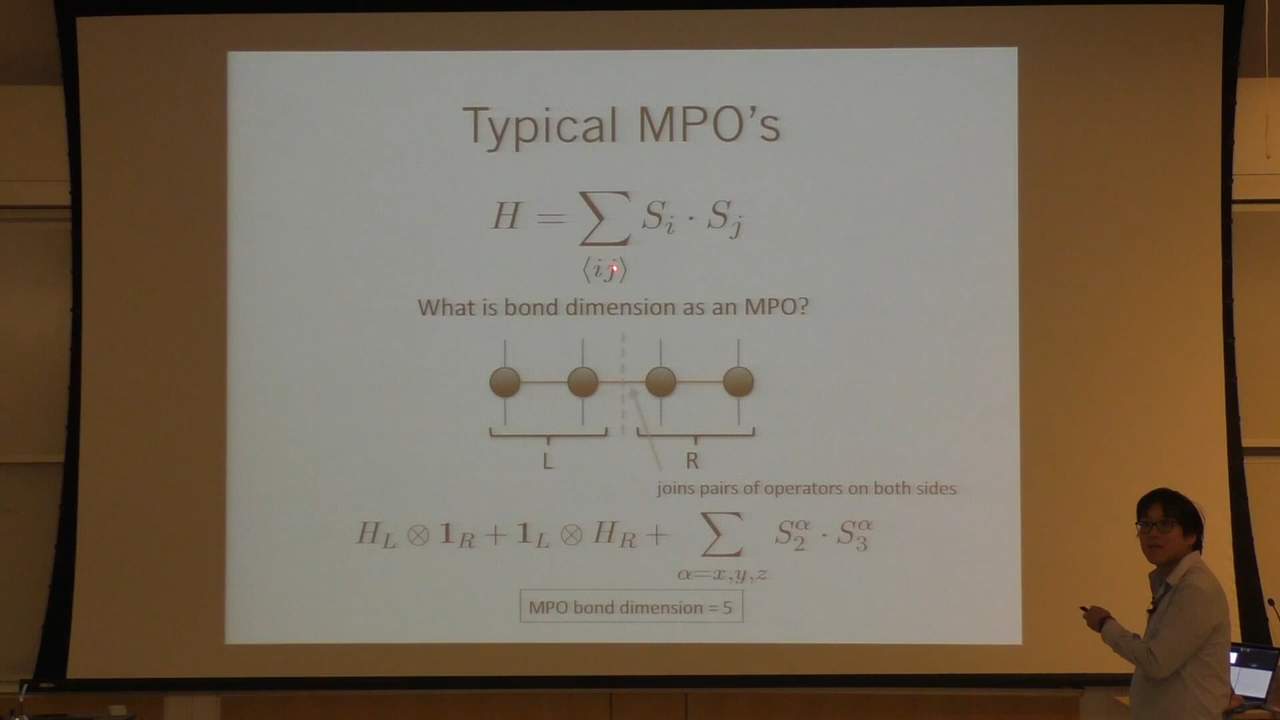 Typical MPO's
H = ∑ S_i · S_j
⟨ij⟩
What is bond dimension as an MPO?
L R
joins pairs of operators on both sides
H_L ⊗ 1_R + 1_L ⊗ H_R + ∑ S_2^α · S_3^α
α=x,y,z
MPO bond dimension = 5